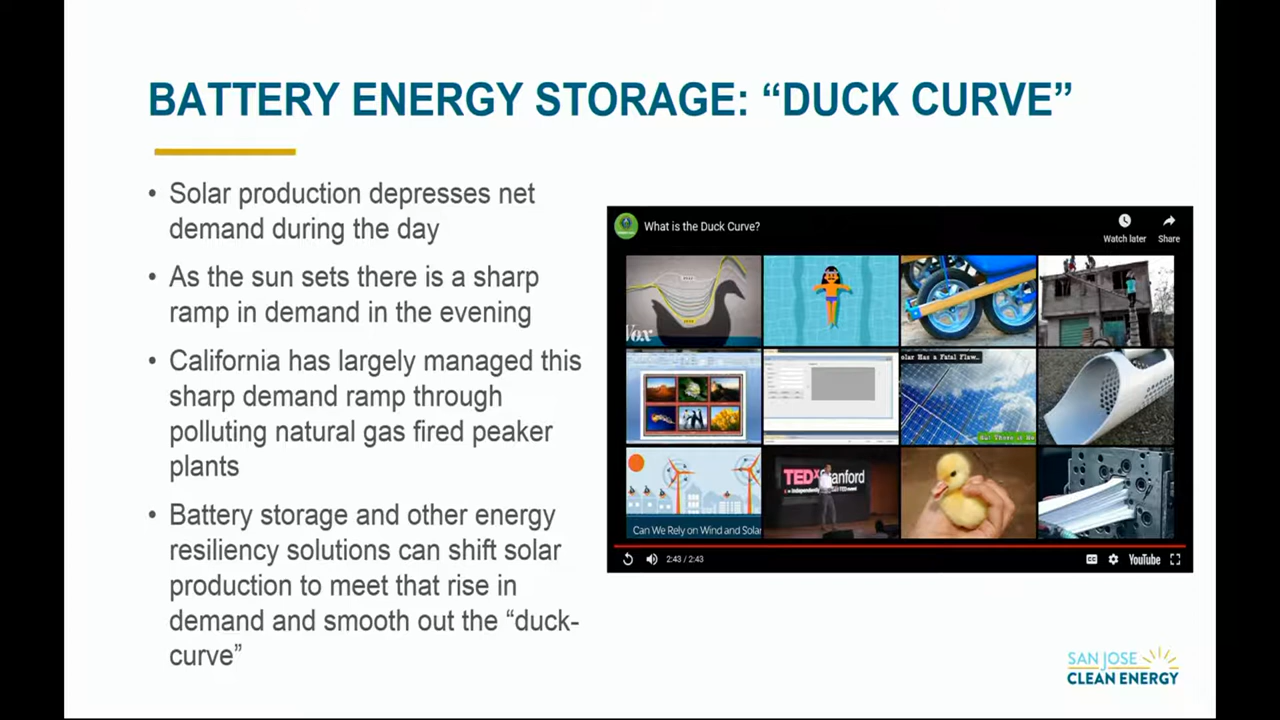 BATTERY ENERGY STORAGE: “DUCK CURVE”
• Solar production depresses net
demand during the day
• As the sun sets there is a sharp
ramp in demand in the evening
• California has largely managed this
sharp demand ramp through
polluting natural gas fired peaker
plants
• Battery storage and other energy
resiliency solutions can shift solar
production to meet that rise in
demand and smooth out the “duck-
curve”
What is the Duck Curve?
Watch later
Share
Vox
olar Has a Fatal Flaw..
TEDxStanford
Can We Rely on Wind and Solar
2:43 / 2:43
CC
YouTube
SAN JOSE
CLEAN ENERGY